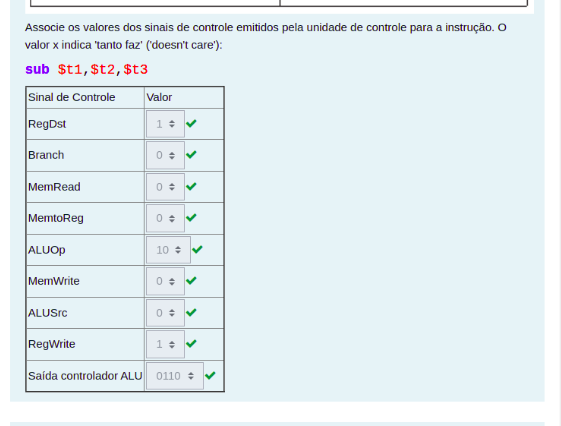 Associe os valores dos sinais de controle emitidos pela unidade de controle para a instrução. O
valor x indica 'tanto faz' ('doesn't care'):
sub $t1,$t2,$t3
Sinal de Controle Valor
RegDst 1
Branch 0
MemRead 0
MemtoReg 0
ALUOp 10
MemWrite 0
ALUSrc 0
RegWrite 1
Saída controlador ALU 0110